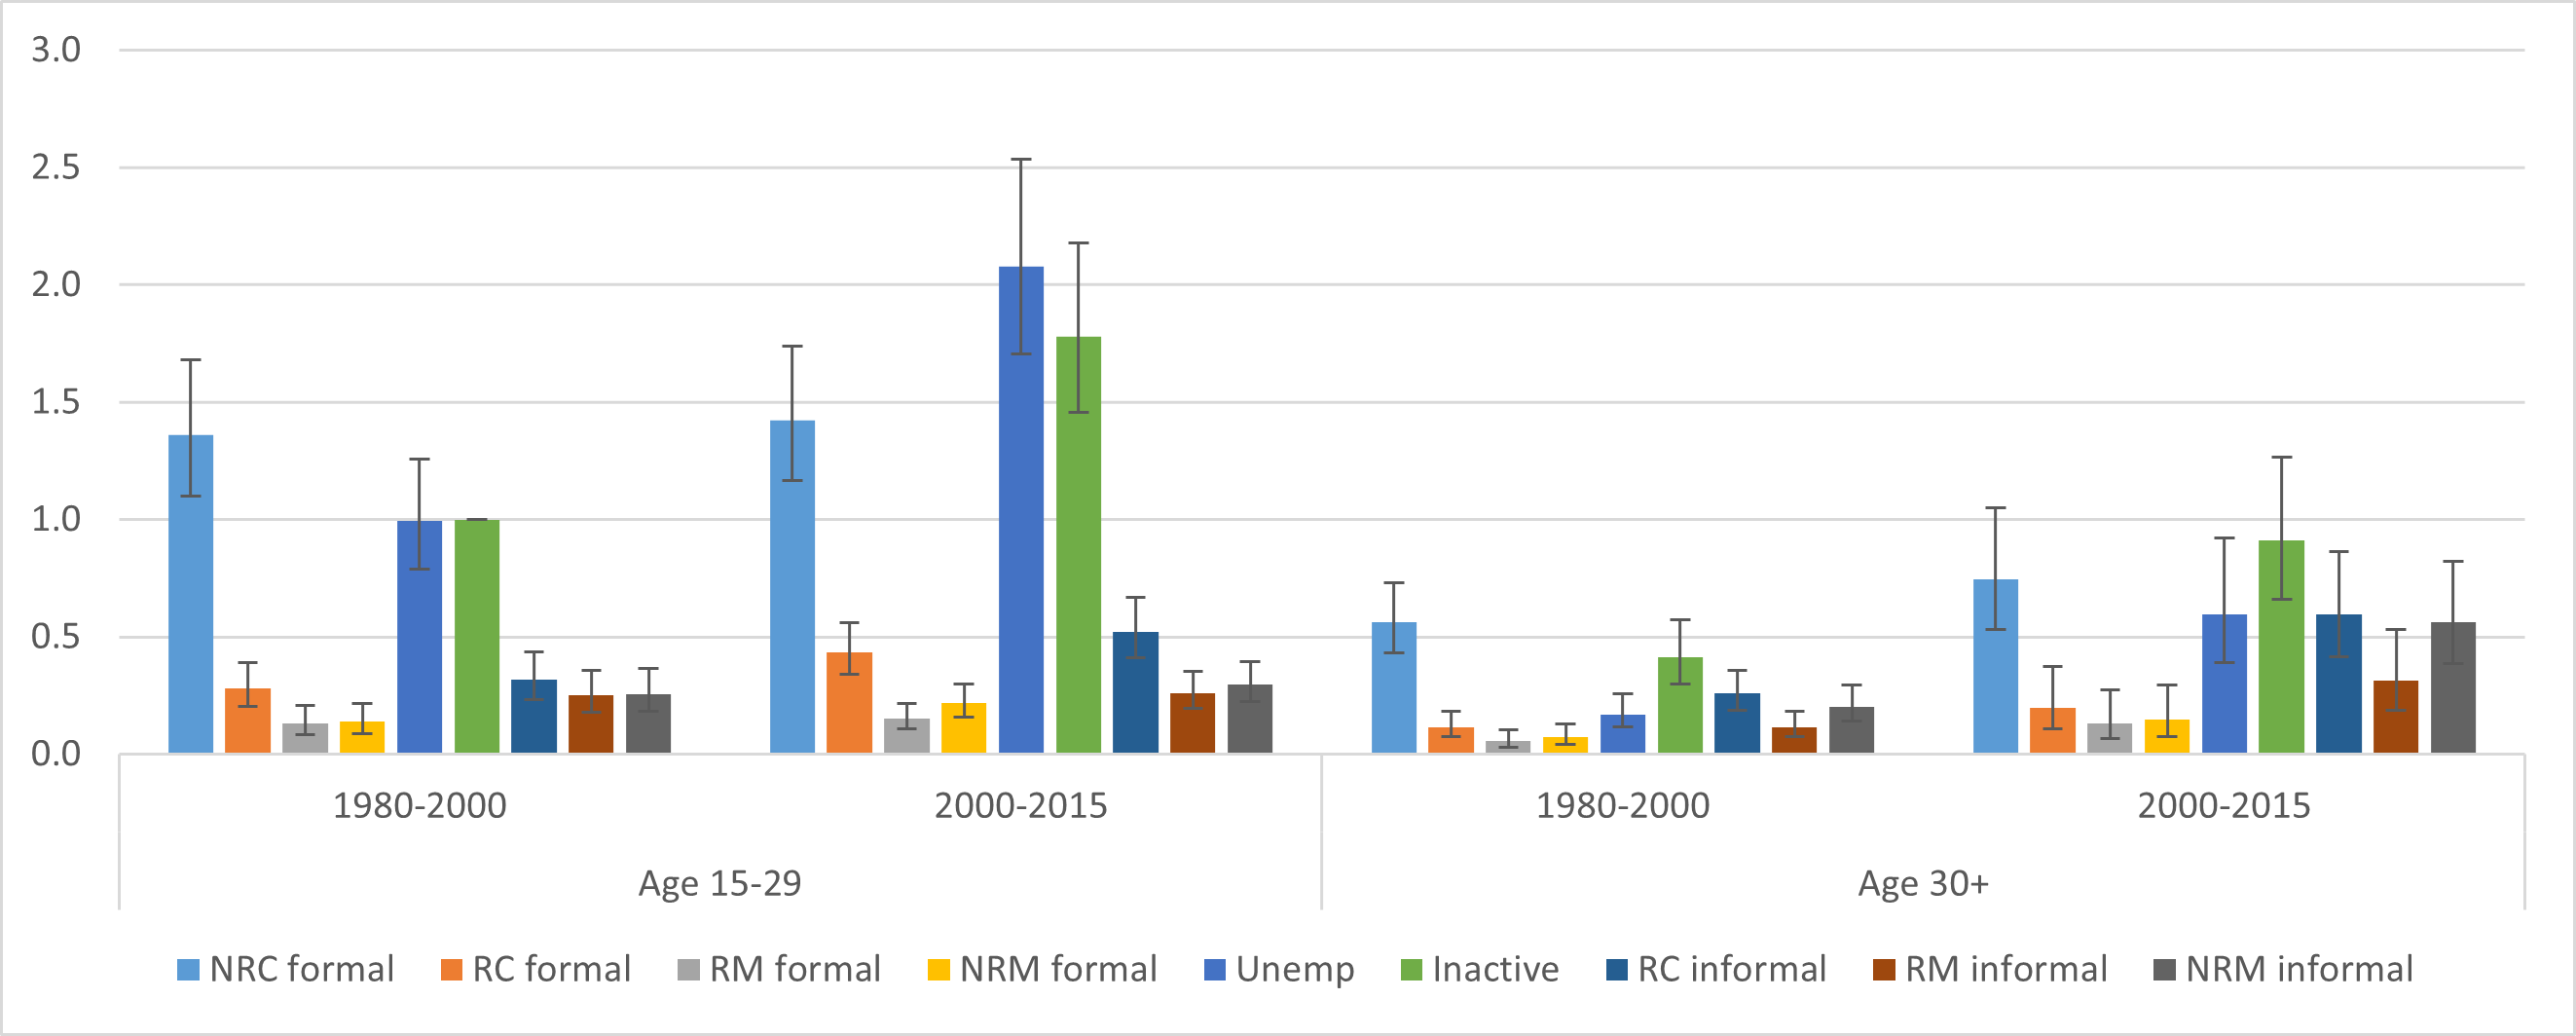 3.0
2.5
2.0
1.5
1.0
0.5
0.0
1980-2000 2000-2015 1980-2000 2000-2015
Age 15-29 Age 30+
NRC formal RC formal RM formal NRM formal Unemp Inactive RC informal RM informal NRM informal